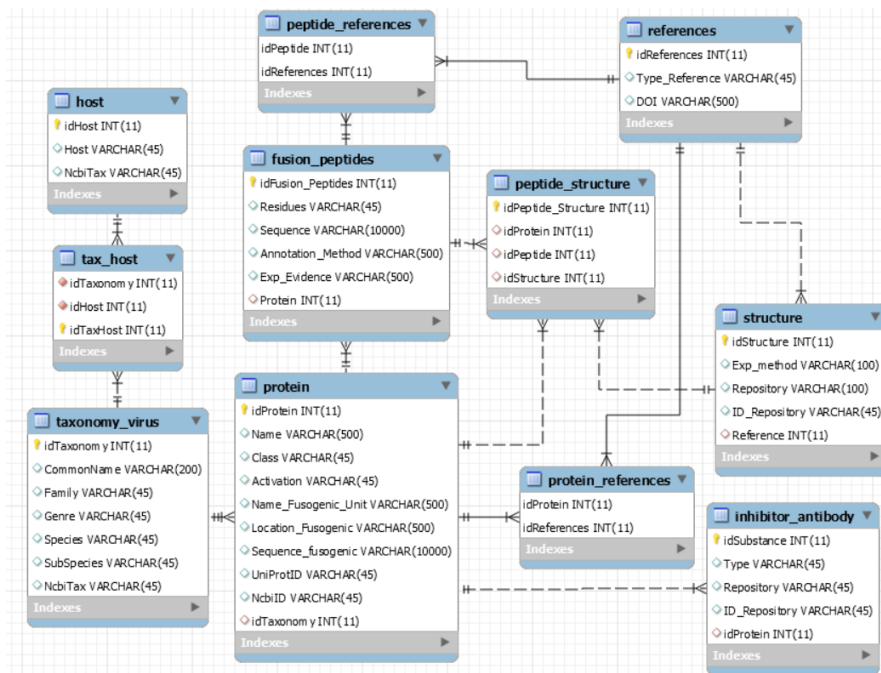 peptide_references
idPeptide INT(11)
idReferences INT(11)
Indexes
references
idReferences INT(11)
Type_Reference VARCHAR(45)
DOI VARCHAR(500)
Indexes
host
idHost INT(11)
Host VARCHAR(45)
NcbiTax VARCHAR(45)
Indexes
fusion_peptides
idFusion_Peptides INT(11)
Residues VARCHAR(45)
Sequence VARCHAR(10000)
Annotation_Method VARCHAR(500)
Exp_Evidence VARCHAR(500)
Protein INT(11)
Indexes
peptide_structure
idPeptide_Structure INT(11)
idProtein INT(11)
idPeptide INT(11)
idStructure INT(11)
Indexes
tax_host
idTaxonomy INT(11)
idHost INT(11)
idTaxHost INT(11)
Indexes
structure
idStructure INT(11)
Exp_method VARCHAR(100)
Repository VARCHAR(100)
ID_Repository VARCHAR(45)
Reference INT(11)
Indexes
protein
idProtein INT(11)
Name VARCHAR(500)
Class VARCHAR(45)
Activation VARCHAR(45)
Name_Fusogenic_Unit VARCHAR(500)
Location_Fusogenic VARCHAR(500)
Sequence_fusogenic VARCHAR(10000)
UniProtID VARCHAR(45)
NcbiID VARCHAR(45)
idTaxonomy INT(11)
Indexes
taxonomy_virus
idTaxonomy INT(11)
CommonName VARCHAR(200)
Family VARCHAR(45)
Genre VARCHAR(45)
Species VARCHAR(45)
SubSpecies VARCHAR(45)
NcbiTax VARCHAR(45)
Indexes
protein_references
idProtein INT(11)
idReferences INT(11)
Indexes
inhibitor_antibody
idSubstance INT(11)
Type VARCHAR(45)
Repository VARCHAR(45)
ID_Repository VARCHAR(45)
idProtein INT(11)
Indexes